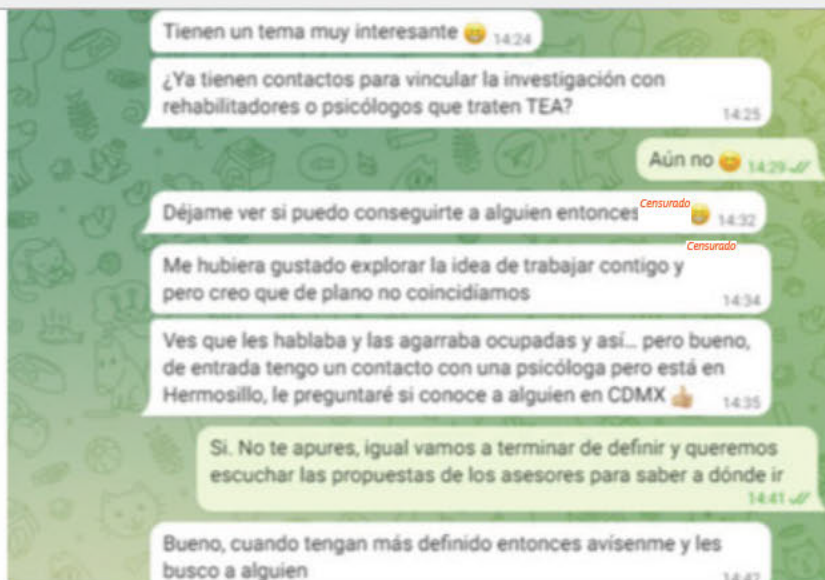 Tienen un tema muy interesante 😁 14:24
¿Ya tienen contactos para vincular la investigación con
rehabilitadores o psicólogos que traten TEA?
14:25
Aún no 😊 14:29
Déjame ver si puedo conseguirte a alguien entonces Censurado 😁 14:32
Censurado
Me hubiera gustado explorar la idea de trabajar contigo y
pero creo que de plano no coincidíamos
14:34
Ves que les hablaba y las agarraba ocupadas y así... pero bueno,
de entrada tengo un contacto con una psicóloga pero está en
Hermosillo, le preguntaré si conoce a alguien en CDMX 👍🏼 14:35
Si. No te apures, igual vamos a terminar de definir y queremos
escuchar las propuestas de los asesores para saber a dónde ir
14:41
Bueno, cuando tengan más definido entonces avísenme y les
busco a alguien